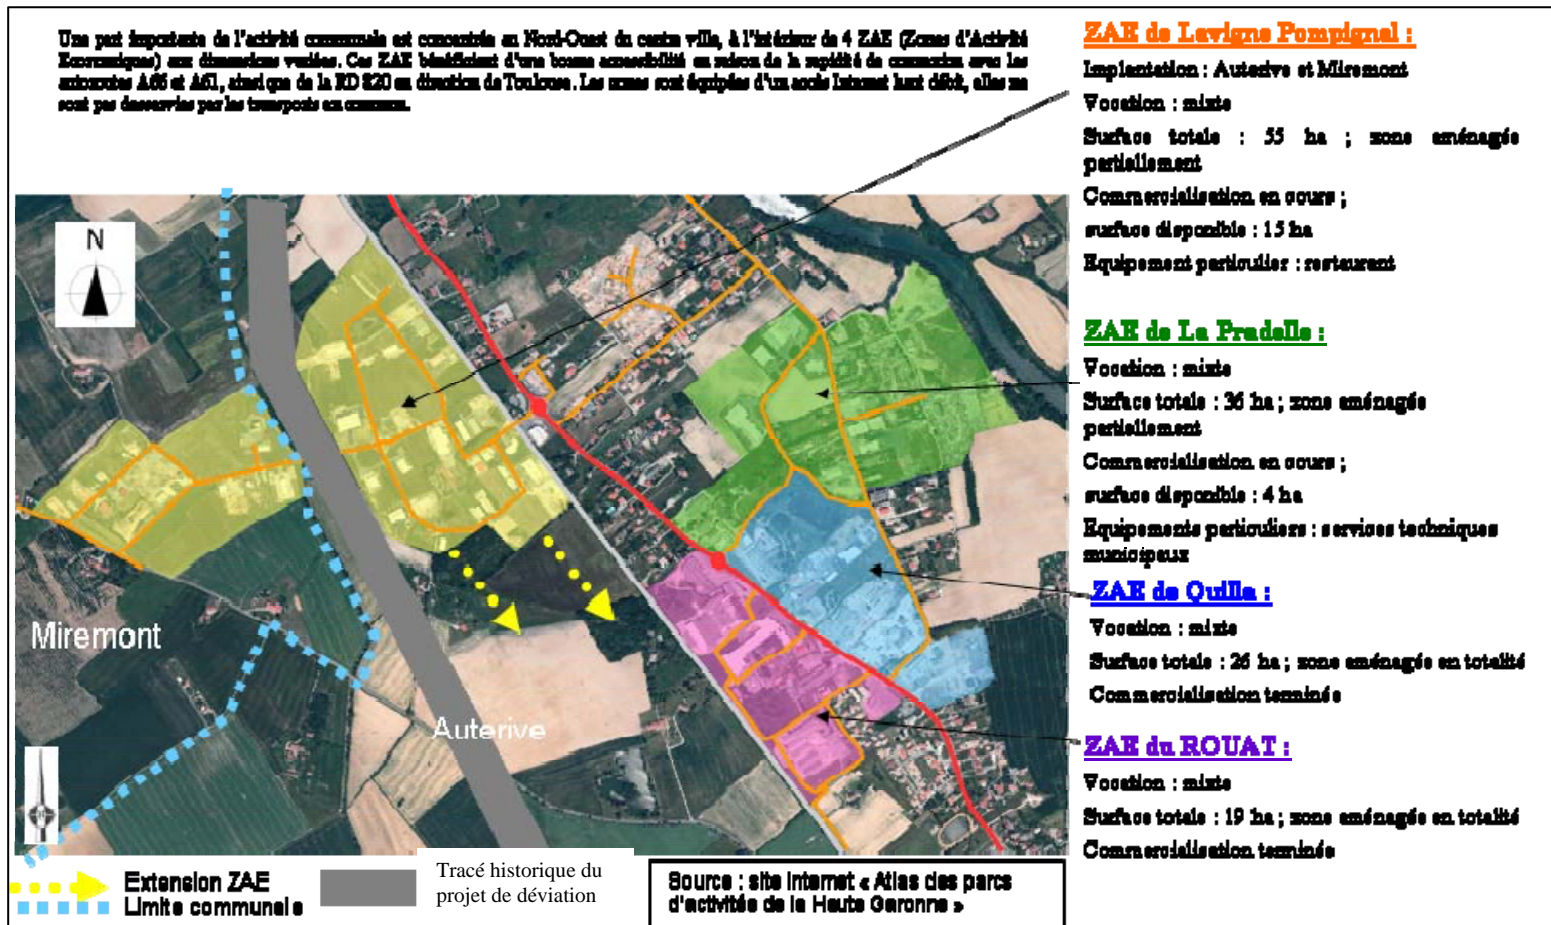 Une part importante de l'activité communale est concentrée au Nord-Ouest du centre ville, à l'intérieur de 4 ZAE (Zones d'Activité
Economiques) aux dimensions variées. Ces ZAE bénéficient d'une bonne accessibilité en raison de la rapidité de connexion avec les
autoroutes A66 et A61, ainsi que de la RD 820 en direction de Toulouse. Les zones sont équipées d'un accès Internet haut débit, elles ne
sont pas desservies par les transports en commun.
ZAE de Lavigne Pompignal :
Implantation : Auterive et Miremont
Vocation : mixte
Surface totale : 55 ha ; zone aménagée
partiellement
Commercialisation en cours ;
surface disponible : 15 ha
Equipement particulier : restaurant
ZAE de La Pradelle :
Vocation : mixte
Surface totale : 36 ha ; zone aménagée
partiellement
Commercialisation en cours ;
surface disponible : 4 ha
Equipements particuliers : services techniques
municipaux
ZAE de Quilla :
Vocation : mixte
Surface totale : 26 ha ; zone aménagée en totalité
Commercialisation terminée
ZAE du ROUAT :
Vocation : mixte
Surface totale : 19 ha ; zone aménagée en totalité
Commercialisation terminée
N
Miremont
Auterive
Extension ZAE
Limite communale
Tracé historique du
projet de déviation
Source : site Internet « Atlas des parcs
d'activités de la Haute Garonne »